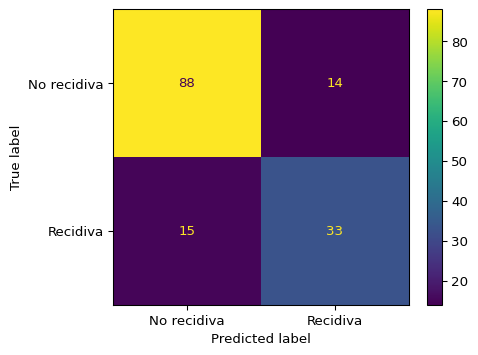 80
70
60
50
40
30
20
True label
No recidiva
88
14
Recidiva
15
33
No recidiva
Recidiva
Predicted label